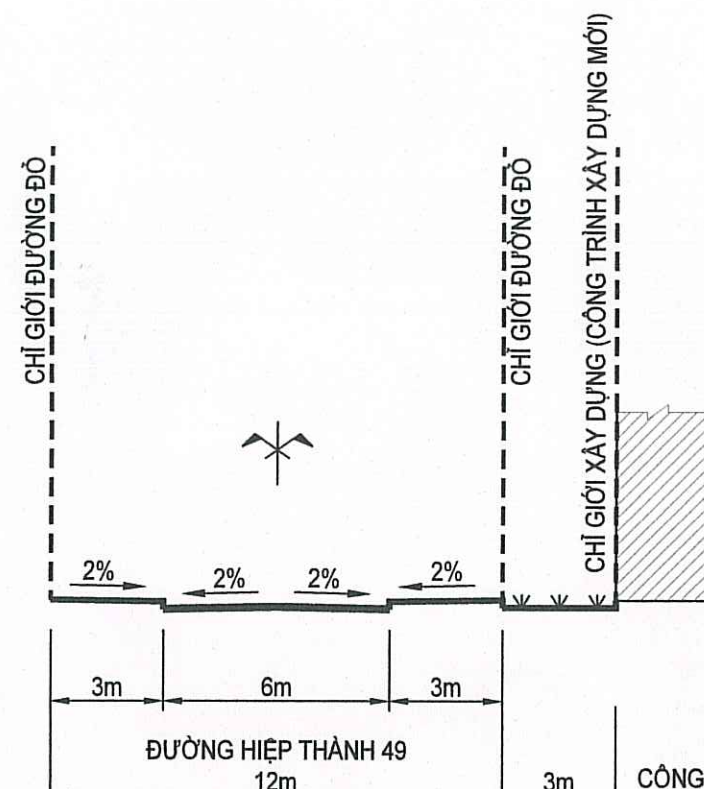 CHỈ GIỚI ĐƯỜNG ĐỎ
CHỈ GIỚI ĐƯỜNG ĐỎ
CHỈ GIỚI XÂY DỰNG (CÔNG TRÌNH XÂY DỰNG MỚI)
2% 2% 2% 2%
3m 6m 3m
ĐƯỜNG HIỆP THÀNH 49
12m 3m CÔNG